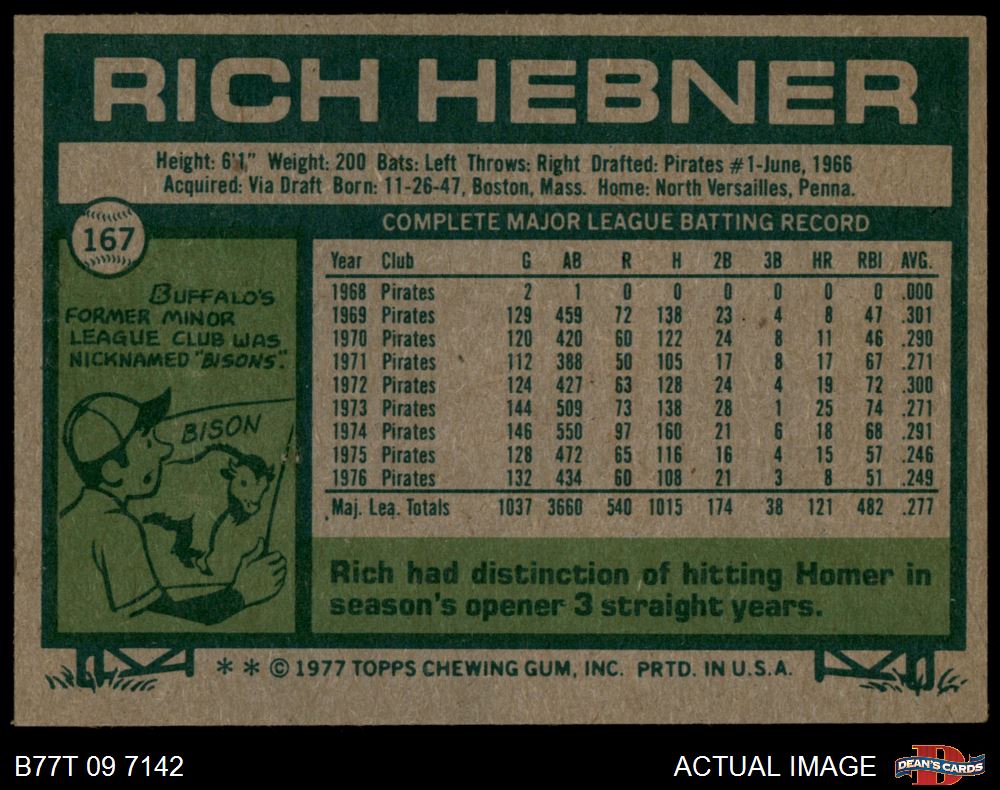 RICH HEBNER
Height: 6'1" Weight: 200 Bats: Left Throws: Right Drafted: Pirates #1-June, 1966
Acquired: Via Draft Born: 11-26-47, Boston, Mass. Home: North Versailles, Penna.
167
COMPLETE MAJOR LEAGUE BATTING RECORD
BUFFALO'S
FORMER MINOR
LEAGUE CLUB WAS
NICKNAMED "BISONS".
BISON
Year Club G AB R H 2B 3B HR RBI AVG.
1968 Pirates 2 1 0 0 0 0 0 0 .000
1969 Pirates 129 459 72 138 23 4 8 47 .301
1970 Pirates 120 420 60 122 24 8 11 46 .290
1971 Pirates 112 388 50 105 17 8 17 67 .271
1972 Pirates 124 427 63 128 24 4 19 72 .300
1973 Pirates 144 509 73 138 28 1 25 74 .271
1974 Pirates 146 550 97 160 21 6 18 68 .291
1975 Pirates 128 472 65 116 16 4 15 57 .246
1976 Pirates 132 434 60 108 21 3 8 51 .249
Maj. Lea. Totals 1037 3660 540 1015 174 38 121 482 .277
Rich had distinction of hitting Homer in
season's opener 3 straight years.
* * © 1977 TOPPS CHEWING GUM, INC. PRTD. IN U.S.A.
B77T 09 7142
ACTUAL IMAGE
DEAN'S CARDS